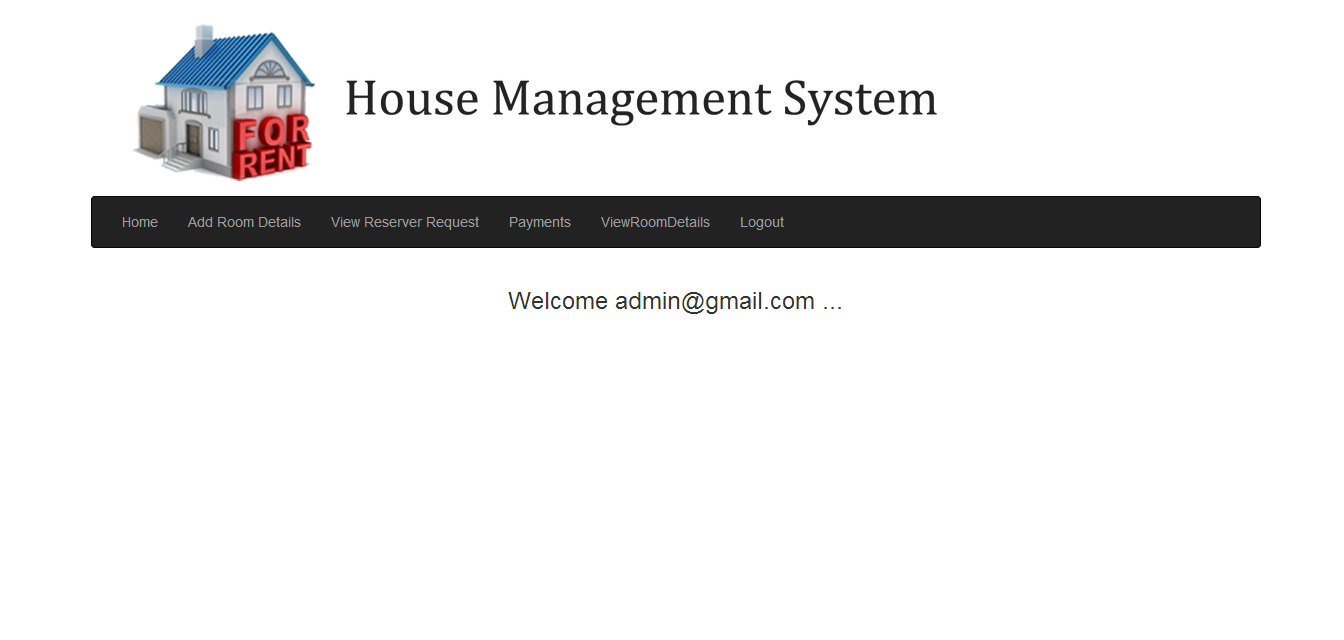 FOR
RENT
House Management System
Home Add Room Details View Reserver Request Payments ViewRoomDetails Logout
Welcome admin@gmail.com ...